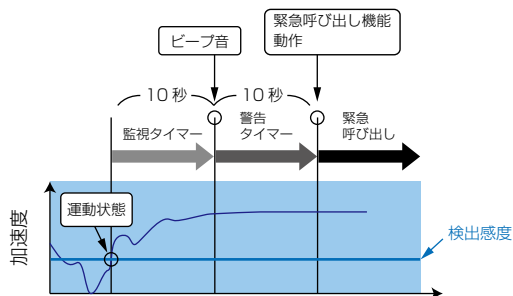 ビープ音
緊急呼び出し機能
動作
10秒
10秒
監視タイマー
警告
タイマー
緊急
呼び出し
運動状態
加速度
検出感度